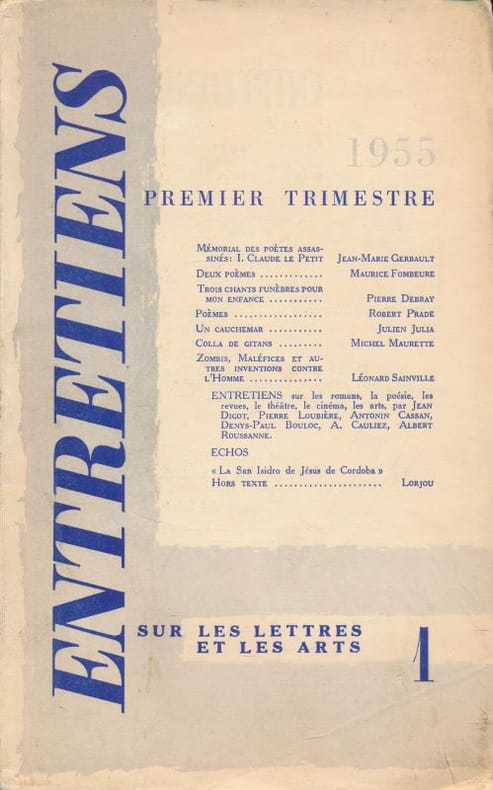 ENTRETIENS
1955
PREMIER TRIMESTRE
MÉMORIAL DES POÈTES ASSAS-
SINÉS : I. CLAUDE LE PETIT JEAN-MARIE GERBAULT
DEUX POÈMES ............. MAURICE FOMBEURE
TROIS CHANTS FUNÈBRES POUR
MON ENFANCE ........... PIERRE DEBRAY
POÈMES .................. ROBERT PRADE
UN CAUCHEMAR ........... JULIEN JULIA
COLLA DE GITANS ......... MICHEL MAURETTE
ZOMBIS, MALÉFICES ET AU-
TRES INVENTIONS CONTRE
L'HOMME ............... LÉONARD SAINVILLE
ENTRETIENS sur les romans, la poésie, les
revues, le théâtre, le cinéma, les arts, par JEAN
DIGOT, PIERRE LOUBIÈRE, ANTONIN CASSAN,
DENYS-PAUL BOULOC, A. CAULIEZ, ALBERT
ROUSSANNE.
ECHOS
« La San Isidro de Jésus de Cordoba »
HORS TEXTE ...................... LORJOU
SUR LES LETTRES
ET LES ARTS
1